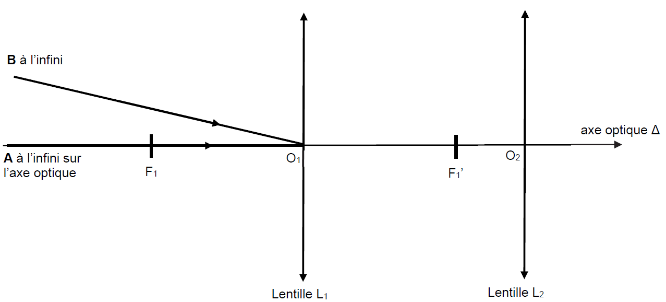 B à l'infini
axe optique Δ
A à l'infini sur
l'axe optique
O₁
O₂
F₁
F₁'
Lentille L₁
Lentille L₂